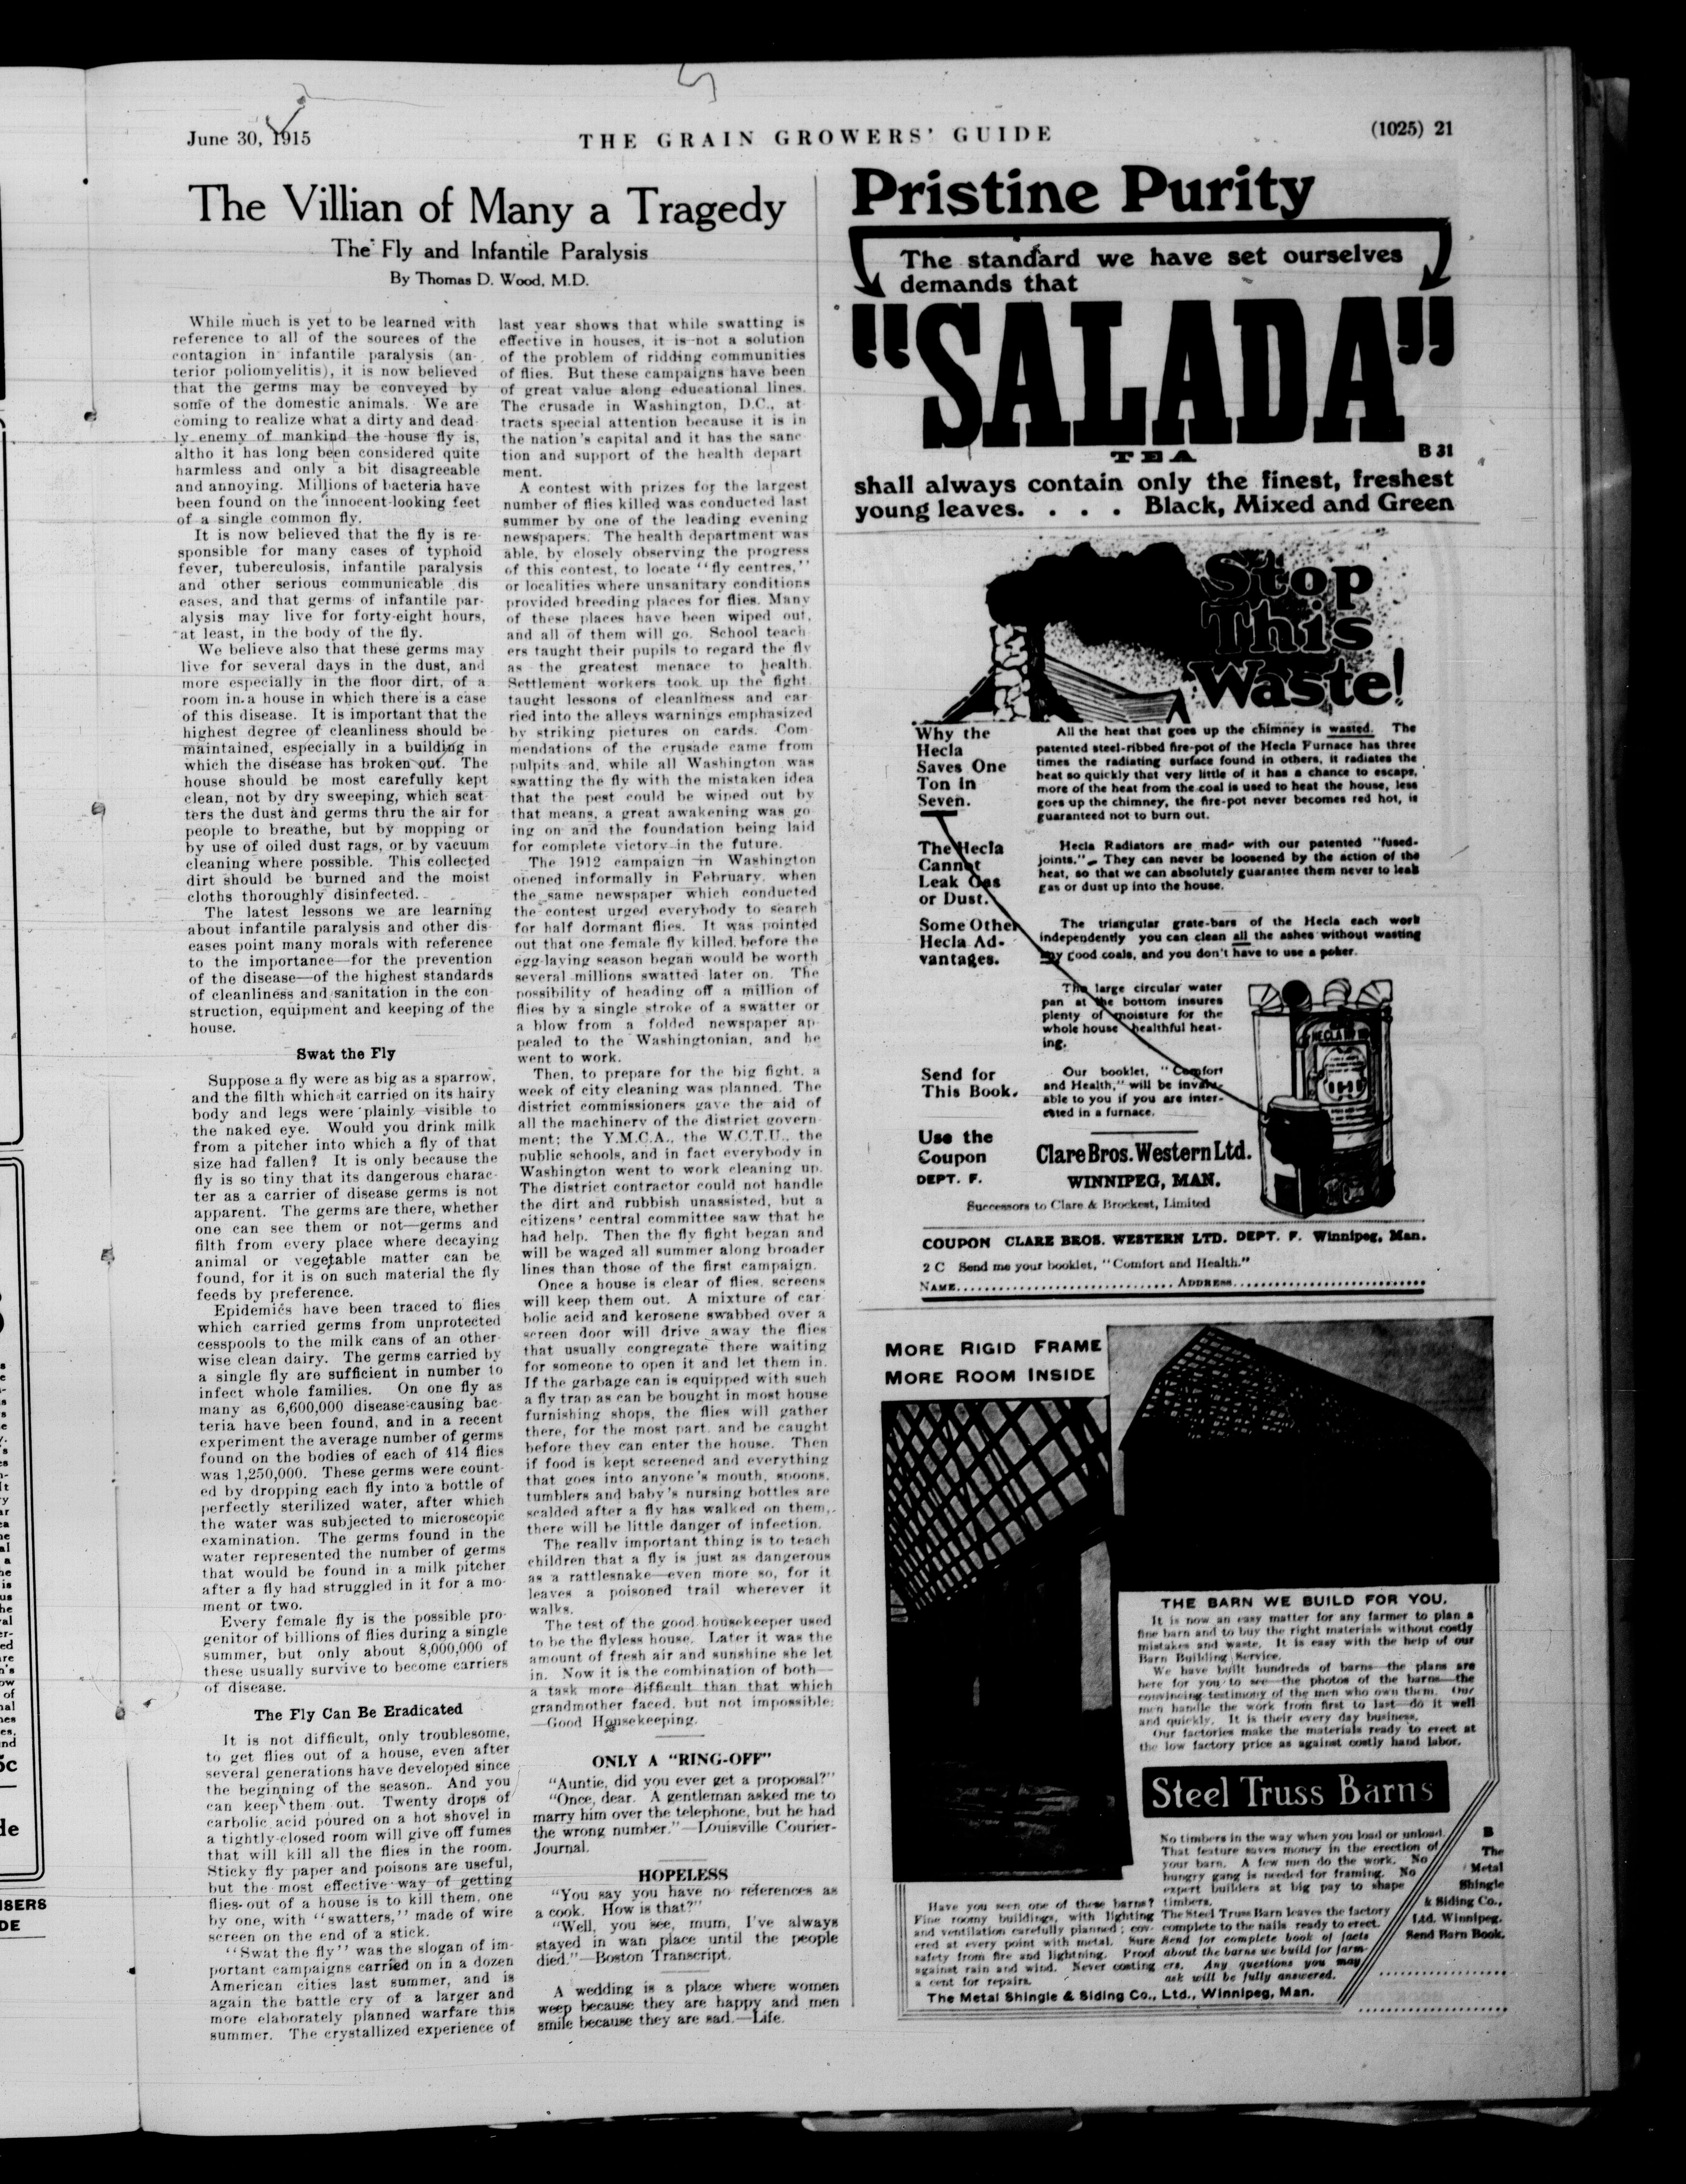 June 30, 1915
THE GRAIN GROWERS' GUIDE
(1025) 21
The Villian of Many a Tragedy
The Fly and Infantile Paralysis
By Thomas D. Wood, M.D.
While much is yet to be learned with
reference to all of the sources of the
contagion in infantile paralysis (an-
terior poliomyelitis), it is now believed
that the germs may be conveyed by
some of the domestic animals. We are
coming to realize what a dirty and dead
ly enemy of mankind the house fly is,
altho it has long been considered quite
harmless and only a bit disagreeable
and annoying. Millions of bacteria have
been found on the innocent-looking feet
of a single common fly.
It is now believed that the fly is re-
sponsible for many cases of typhoid
fever, tuberculosis, infantile paralysis
and other serious communicable dis
eases, and that germs of infantile par-
alysis may live for forty-eight hours,
at least, in the body of the fly.
We believe also that these germs may
live for several days in the dust, and
more especially in the floor dirt, of a
room in a house in which there is a case
of this disease. It is important that the
highest degree of cleanliness should be
maintained, especially in a building in
which the disease has broken out. The
house should be most carefully kept
clean, not by dry sweeping, which scat-
ters the dust and germs thru the air for
people to breathe, but by mopping or
by use of oiled dust rags, or by vacuum
cleaning where possible. This collected
dirt should be burned and the moist
cloths thoroughly disinfected.
The latest lessons we are learning
about infantile paralysis and other dis-
eases point many morals with reference
to the importance—for the prevention
of the disease—of the highest standards
of cleanliness and sanitation in the con
struction, equipment and keeping of the
house.
Swat the Fly
Suppose a fly were as big as a sparrow,
and the filth which it carried on its hairy
body and legs were plainly visible to
the naked eye. Would you drink milk
from a pitcher into which a fly of that
size had fallen? It is only because the
fly is so tiny that its dangerous charac-
ter as a carrier of disease germs is not
apparent. The germs are there, whether
one can see them or not—germs and
filth from every place where decaying
animal or vegetable matter can be
found, for it is on such material the fly
feeds by preference.
Epidemics have been traced to flies
which carried germs from unprotected
cesspools to the milk cans of an other-
wise clean dairy. The germs carried by
a single fly are sufficient in number to
infect whole families. On one fly as
many as 6,600,000 disease-causing bac-
teria have been found, and in a recent
experiment the average number of germs
found on the bodies of each of 414 flies
was 1,250,000. These germs were count-
ed by dropping each fly into a bottle of
perfectly sterilized water, after which
the water was subjected to microscopic
examination. The germs found in the
water represented the number of germs
that would be found in a milk pitcher
after a fly had struggled in it for a mo-
ment or two.
Every female fly is the possible pro-
genitor of billions of flies during a single
summer, but only about 8,000,000 of
these usually survive to become carriers
of disease.
The Fly Can Be Eradicated
It is not difficult, only troublesome,
to get flies out of a house, even after
several generations have developed since
the beginning of the season. And you
can keep them out. Twenty drops of
carbolic acid poured on a hot shovel in
a tightly-closed room will give off fumes
that will kill all the flies in the room.
Sticky fly paper and poisons are useful,
but the most effective way of getting
flies out of a house is to kill them, one
by one, with "swatters," made of wire
screen on the end of a stick.
"Swat the fly" was the slogan of im-
portant campaigns carried on in a dozen
American cities last summer, and is
again the battle cry of a larger and
more elaborately planned warfare this
summer. The crystallized experience of
last year shows that while swatting is
effective in houses, it is not a solution
of the problem of ridding communities
of flies. But these campaigns have been
of great value along educational lines.
The crusade in Washington, D.C., at
tracts special attention because it is in
the nation's capital and it has the sanc
tion and support of the health depart
ment.
A contest with prizes for the largest
number of flies killed was conducted last
summer by one of the leading evening
newspapers. The health department was
able, by closely observing the progress
of this contest, to locate "fly centres,"
or localities where unsanitary conditions
provided breeding places for flies. Many
of these places have been wiped out,
and all of them will go. School teach
ers taught their pupils to regard the fly
as the greatest menace to health.
Settlement workers took up the fight,
taught lessons of cleanliness and car
ried into the alleys warnings emphasized
by striking pictures on cards. Com
mendations of the crusade came from
pulpits and, while all Washington was
swatting the fly with the mistaken idea
that the pest could be wiped out by
that means, a great awakening was go
ing on and the foundation being laid
for complete victory in the future.
The 1912 campaign in Washington
opened informally in February, when
the same newspaper which conducted
the contest urged everybody to search
for half dormant flies. It was pointed
out that one female fly killed before the
egg-laying season began would be worth
several millions swatted later on. The
possibility of heading off a million of
flies by a single stroke of a swatter or
a blow from a folded newspaper ap
pealed to the Washingtonian, and he
went to work.
Then, to prepare for the big fight, a
week of city cleaning was planned. The
district commissioners gave the aid of
all the machinery of the district govern-
ment; the Y.M.C.A., the W.C.T.U., the
public schools, and in fact everybody in
Washington went to work cleaning up.
The district contractor could not handle
the dirt and rubbish unassisted, but a
citizens' central committee saw that he
had help. Then the fly fight began and
will be waged all summer along broader
lines than those of the first campaign.
Once a house is clear of flies, screens
will keep them out. A mixture of car
bolic acid and kerosene swabbed over a
screen door will drive away the flies
that usually congregate there waiting
for someone to open it and let them in.
If the garbage can is equipped with such
a fly trap as can be bought in most house
furnishing shops, the flies will gather
there, for the most part, and be caught
before they can enter the house. Then
if food is kept screened and everything
that goes into anyone's mouth, spoons,
tumblers and baby's nursing bottles are
scalded after a fly has walked on them,
there will be little danger of infection.
The really important thing is to teach
children that a fly is just as dangerous
as a rattlesnake—even more so, for it
leaves a poisoned trail wherever it
walks.
The test of the good housekeeper used
to be the flyless house. Later it was the
amount of fresh air and sunshine she let
in. Now it is the combination of both—
a task more difficult than that which
grandmother faced, but not impossible.
—Good Housekeeping.
ONLY A "RING-OFF"
"Auntie, did you ever get a proposal?"
"Once, dear. A gentleman asked me to
marry him over the telephone, but he had
the wrong number."—Louisville Courier-
Journal.
HOPELESS
"You say you have no references as
a cook. How is that?"
"Well, you see, mum, I've always
stayed in wan place until the people
died."—Boston Transcript.
A wedding is a place where women
weep because they are happy and men
smile because they are sad.—Life.
Pristine Purity
The standard we have set ourselves
demands that
"SALADA"
TEA
B 31
shall always contain only the finest, freshest
young leaves. . . . Black, Mixed and Green
Stop
This
Waste!
Why the
Hecla
Saves One
Ton in
Seven.
All the heat that goes up the chimney is wasted. The
patented steel-ribbed fire-pot of the Hecla Furnace has three
times the radiating surface found in others, it radiates the
heat so quickly that very little of it has a chance to escape,
more of the heat from the coal is used to heat the house, less
goes up the chimney, the fire-pot never becomes red hot, is
guaranteed not to burn out.
The Hecla
Cannot
Leak Gas
or Dust.
Hecla Radiators are made with our patented "fused-
joints." They can never be loosened by the action of the
heat, so that we can absolutely guarantee them never to leak
gas or dust up into the house.
Some Other
Hecla Ad-
vantages.
The triangular grate-bars of the Hecla each work
independently you can clean all the ashes without wasting
any good coals, and you don't have to use a poker.
The large circular water
pan at the bottom insures
plenty of moisture for the
whole house healthful heat-
ing.
HECLA
Send for
This Book.
Our booklet, "Comfort
and Health," will be invalu-
able to you if you are inter-
ested in a furnace.
Use the
Coupon
DEPT. F.
Clare Bros. Western Ltd.
WINNIPEG, MAN.
Successors to Clare & Brockest, Limited
COUPON CLARE BROS. WESTERN LTD. DEPT. F. Winnipeg, Man.
2 C Send me your booklet, "Comfort and Health."
NAME........................ ADDRESS........................
MORE RIGID FRAME
MORE ROOM INSIDE
THE BARN WE BUILD FOR YOU.
It is now an easy matter for any farmer to plan a
fine barn and to buy the right materials without costly
mistakes and waste. It is easy with the help of our
Barn Building Service.
We have built hundreds of barns—the plans are
here for you to see—the photos of the barns—the
convincing testimony of the men who own them. Our
men handle the work from first to last—do it well
and quickly. It is their every day business.
Our factories make the materials ready to erect at
the low factory price as against costly hand labor.
Steel Truss Barns
No timbers in the way when you load or unload.
That feature saves money in the erection of
your barn. A few men do the work. No
hungry gang is needed for framing. No
expert builders at big pay to shape
timbers.
The Steel Truss Barn leaves the factory
complete to the nails ready to erect.
Send for complete book of facts
about the barns we build for farm-
ers. Any questions you may
ask will be fully answered.
Have you seen one of these barns?
Fine roomy buildings, with lighting
and ventilation carefully planned; cov-
ered at every point with metal. Sure
safety from fire and lightning. Proof
against rain and wind. Never costing
a cent for repairs.
The Metal Shingle & Siding Co., Ltd., Winnipeg, Man.
B
The
Metal
Shingle
& Siding Co.,
Ltd. Winnipeg.
Send Barn Book.